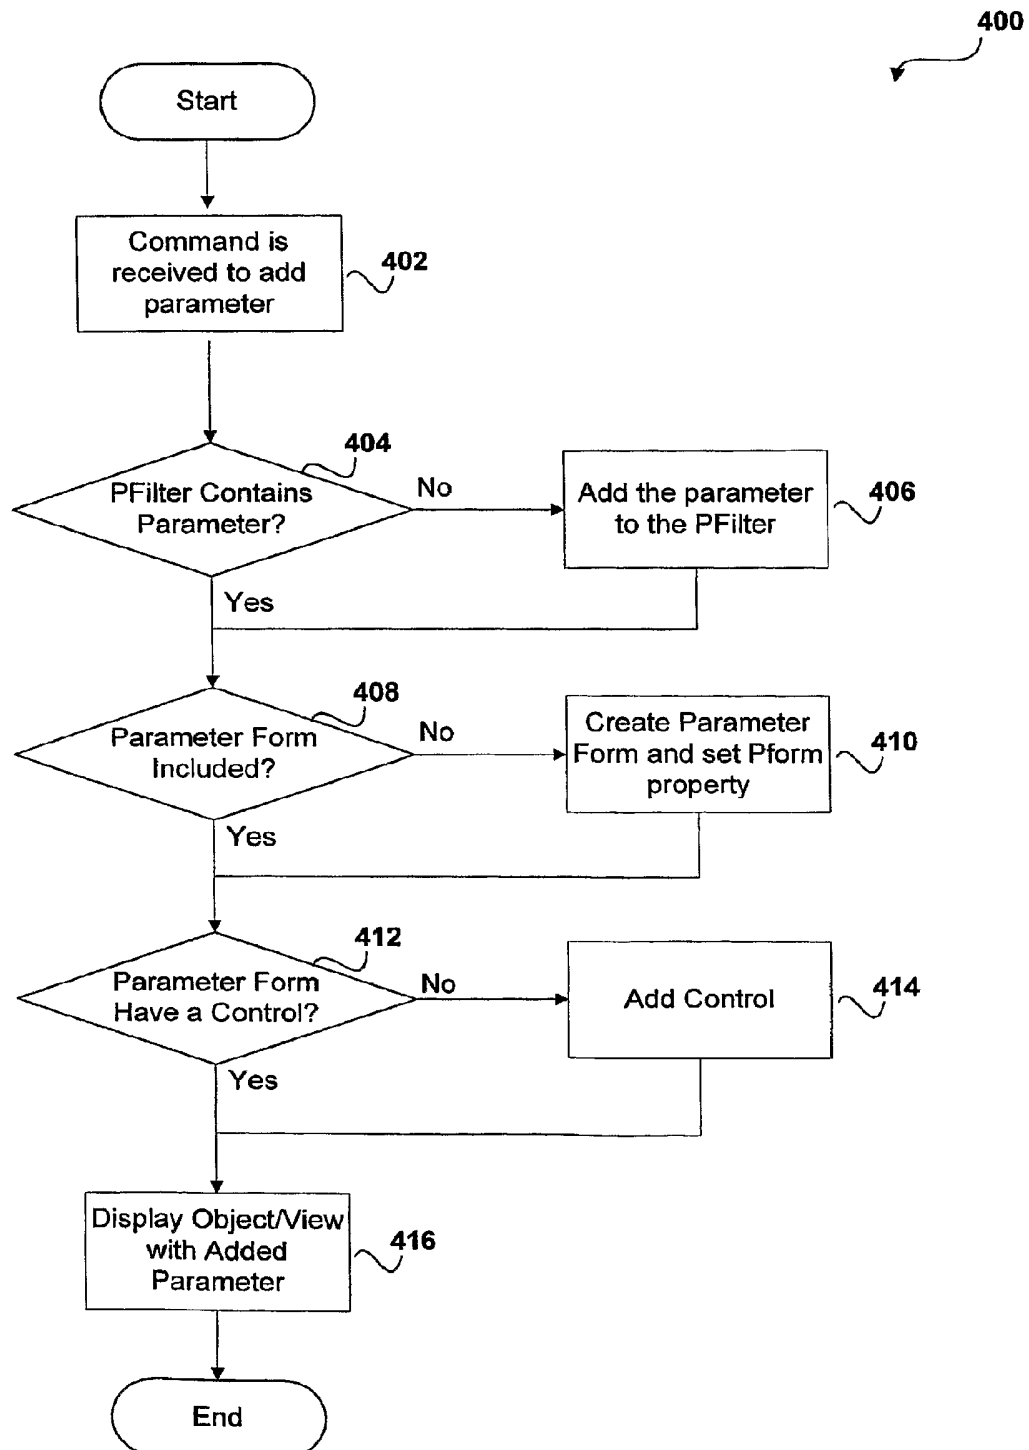 400
Start
Command is
received to add
parameter
402
404
PFilter Contains
Parameter?
No
Add the parameter
to the PFilter
406
Yes
408
Parameter Form
Included?
No
Create Parameter
Form and set Pform
property
410
Yes
412
Parameter Form
Have a Control?
No
Add Control
414
Yes
Display Object/View
with Added
Parameter
416
End